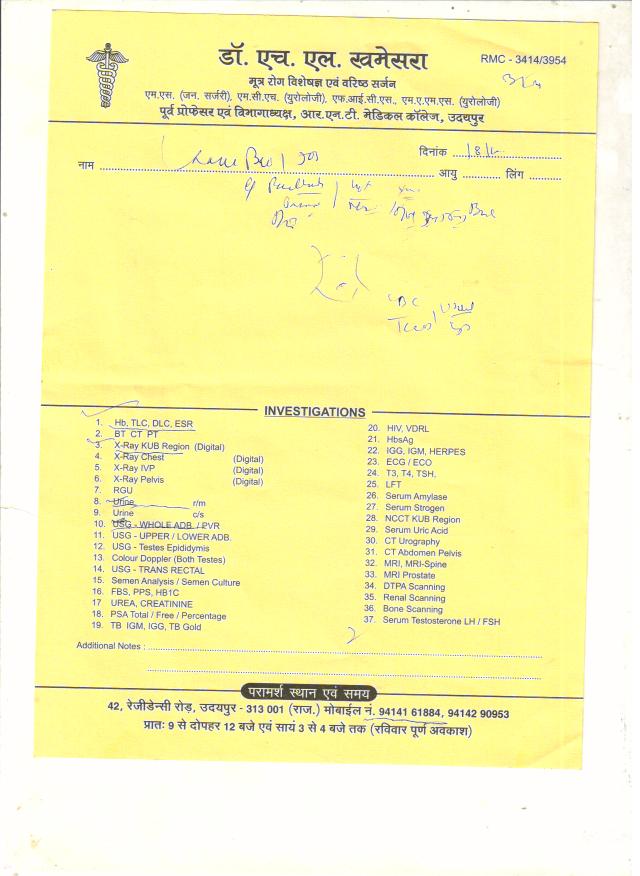 डॉ. एच. एल. खमेसरा
RMC - 3414/3954
मूत्र रोग विशेषज्ञ एवं वरिष्ठ सर्जन
एम.एस. (जन. सर्जरी), एम.सी.एच. (युरोलोजी), एफ.आई.सी.एस., एम.ए.एम.एस. (युरोलोजी)
पूर्व प्रोफेसर एवं विभागाध्यक्ष, आर.एन.टी. मेडिकल कॉलेज, उदयपुर
दिनांक
नाम आयु लिंग
INVESTIGATIONS
1. Hb, TLC, DLC, ESR
2. BT CT PT
3. X-Ray KUB Region (Digital)
4. X-Ray Chest (Digital)
5. X-Ray IVP (Digital)
6. X-Ray Pelvis (Digital)
7. RGU
8. Urine r/m
9. Urine c/s
10. USG - WHOLE ADB. / PVR
11. USG - UPPER / LOWER ADB.
12. USG - Testes Epididymis
13. Colour Doppler (Both Testes)
14. USG - TRANS RECTAL
15. Semen Analysis / Semen Culture
16. FBS, PPS, HB1C
17 UREA, CREATININE
18. PSA Total / Free / Percentage
19. TB IGM, IGG, TB Gold
20. HIV, VDRL
21. HbsAg
22. IGG, IGM, HERPES
23. ECG / ECO
24. T3, T4, TSH,
25. LFT
26. Serum Amylase
27. Serum Strogen
28. NCCT KUB Region
29. Serum Uric Acid
30. CT Urography
31. CT Abdomen Pelvis
32. MRI, MRI-Spine
33. MRI Prostate
34. DTPA Scanning
35. Renal Scanning
36. Bone Scanning
37. Serum Testosterone LH / FSH
Additional Notes :
परामर्श स्थान एवं समय
42, रेजीडेन्सी रोड़, उदयपुर - 313 001 (राज.) मोबाईल नं. 94141 61884, 94142 90953
प्रातः 9 से दोपहर 12 बजे एवं सायं 3 से 4 बजे तक (रविवार पूर्ण अवकाश)